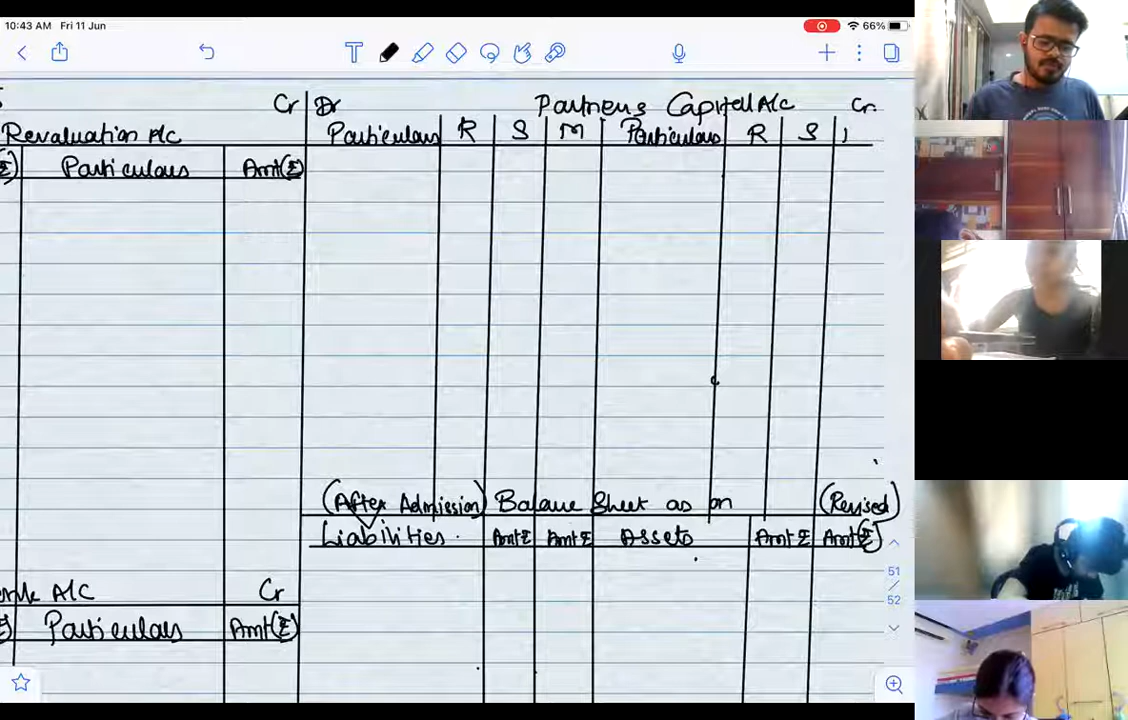 10:43 AM Fri 11 Jun
66%
T
Cr Dr Partners Capital A/c Cr.
Revaluation A/c Particulars R S M Particulars R S
Particulars Amt(₹)
(After Admission) Balance Sheet as on (Revised)
Liabilities. Amt ₹ Amt ₹ Assets Amt ₹ Amt(₹)
51
/
52
A/c Cr
Particulars Amt(₹)